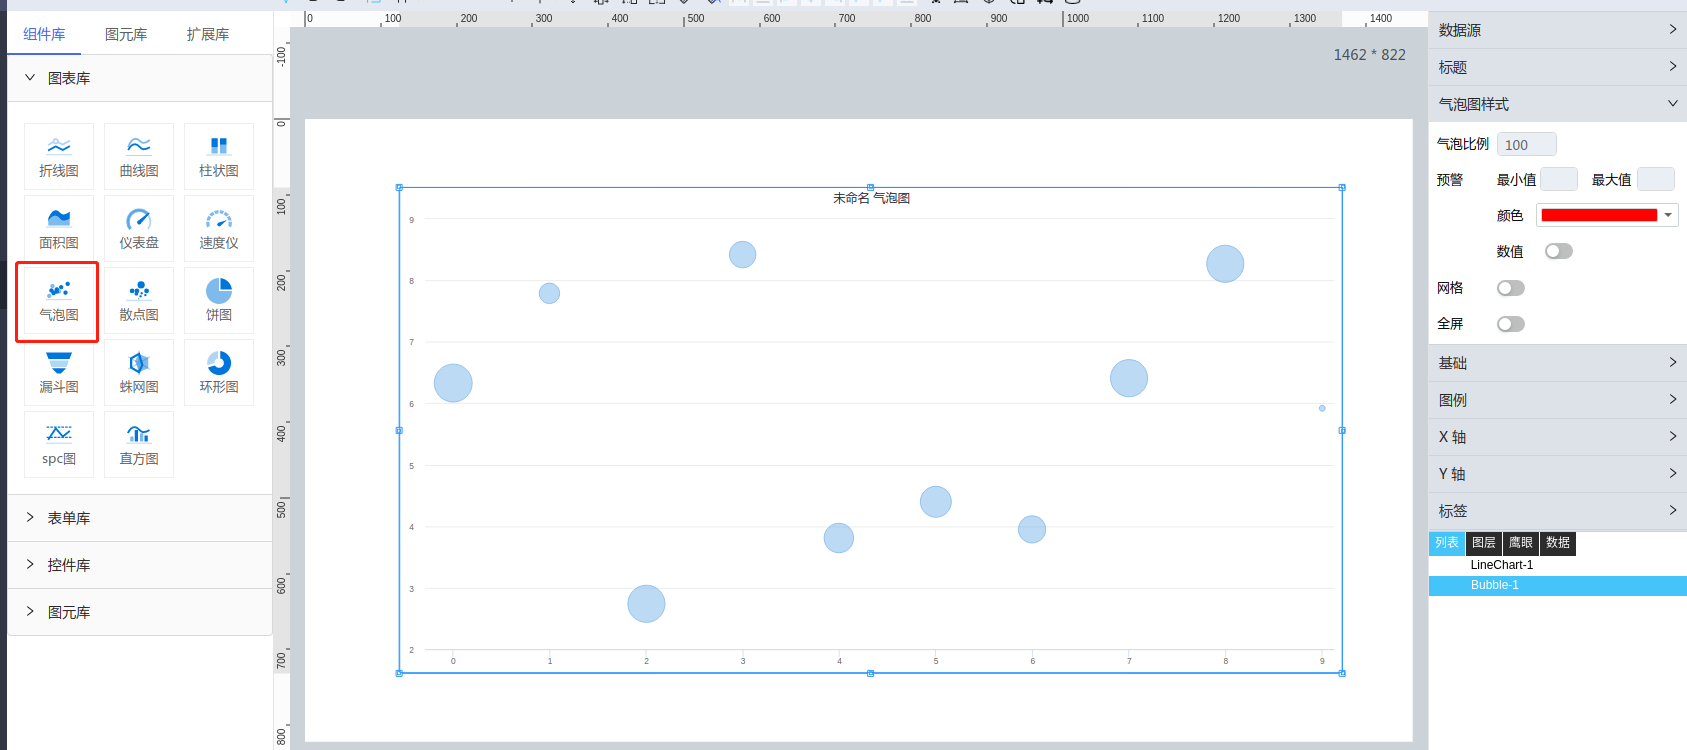 组件库 图元库 扩展库
图表库
折线图 曲线图 柱状图
面积图 仪表盘 速度仪
气泡图 散点图 饼图
漏斗图 蛛网图 环形图
spc图 直方图
表单库
控件库
图元库
0 100 200 300 400 500 600 700 800 900 1000 1100 1200 1300 1400
-100
0
100
200
300
400
500
600
700
800
1462 * 822
未命名 气泡图
9
8
7
6
5
4
3
2
0 1 2 3 4 5 6 7 8 9
数据源
标题
气泡图样式
气泡比例 100
预警 最小值 最大值
颜色
数值
网格
全屏
基础
图例
X 轴
Y 轴
标签
列表 图层 鹰眼 数据
LineChart-1
Bubble-1